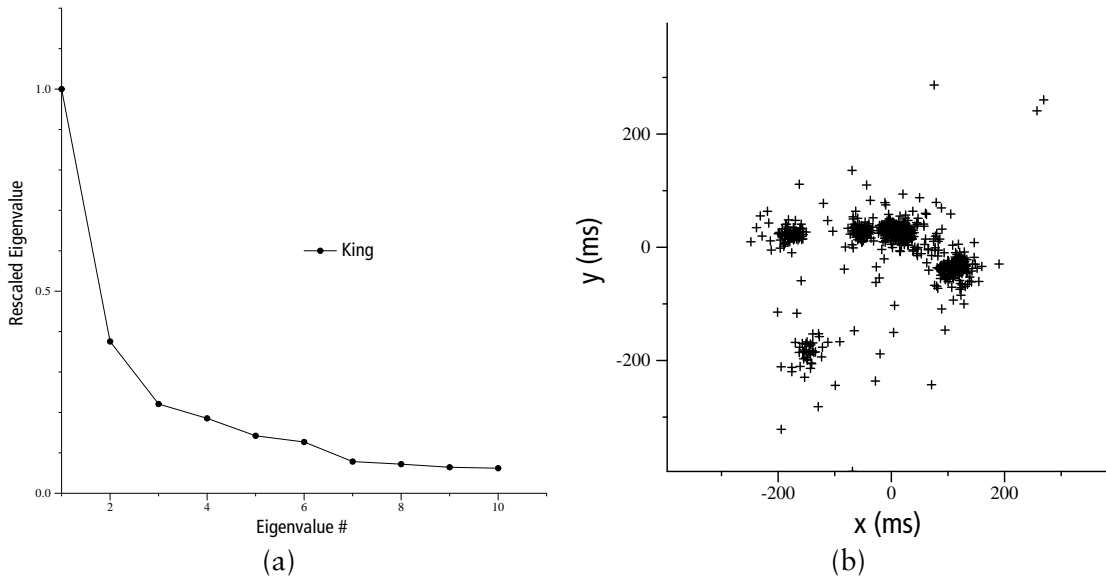 1.0
0.5
0.0
Rescaled Eigenvalue
King
2 4 6 8 10
Eigenvalue #
(a)
200
0
-200
y (ms)
-200 0 200
x (ms)
(b)